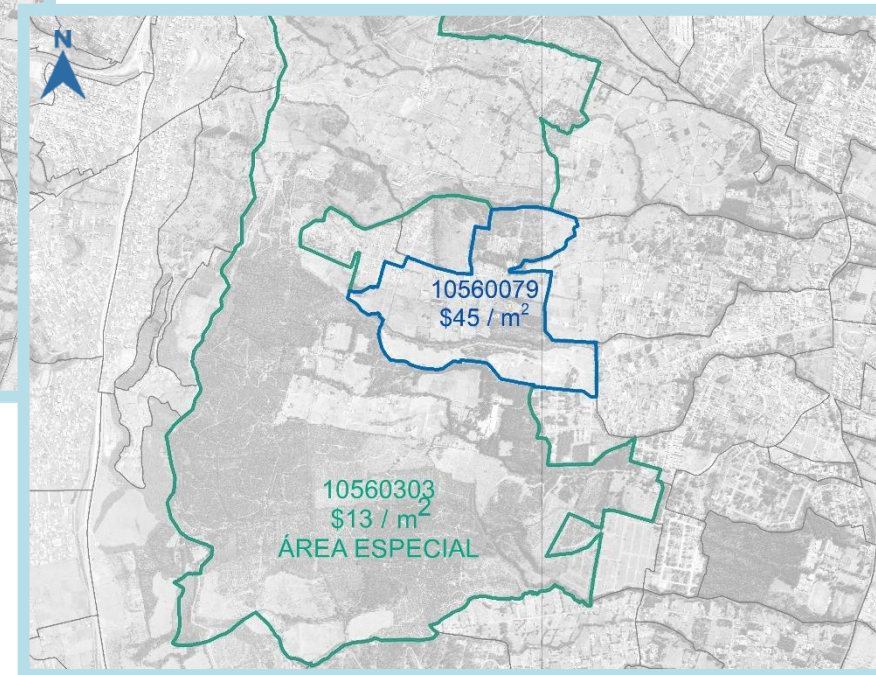 N
10560079
$45 / m²
10560303
$13 / m²
ÁREA ESPECIAL